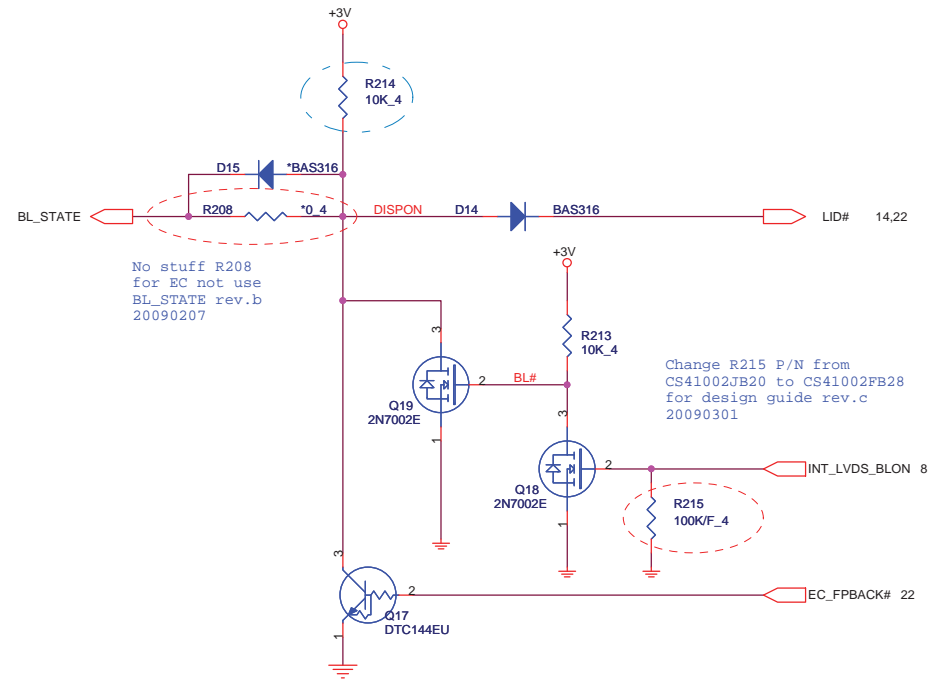 +3V
R214
10K_4
D15
*BAS316
BL_STATE
R208
*0_4
DISPON
D14
BAS316
LID#
14,22
No stuff R208
for EC not use
BL_STATE rev.b
20090207
+3V
R213
10K_4
3
BL#
2
Q19
2N7002E
1
Change R215 P/N from
CS41002JB20 to CS41002FB28
for design guide rev.c
20090301
3
2
Q18
2N7002E
1
INT_LVDS_BLON 8
R215
100K/F_4
3
2
Q17
DTC144EU
1
EC_FPBACK# 22